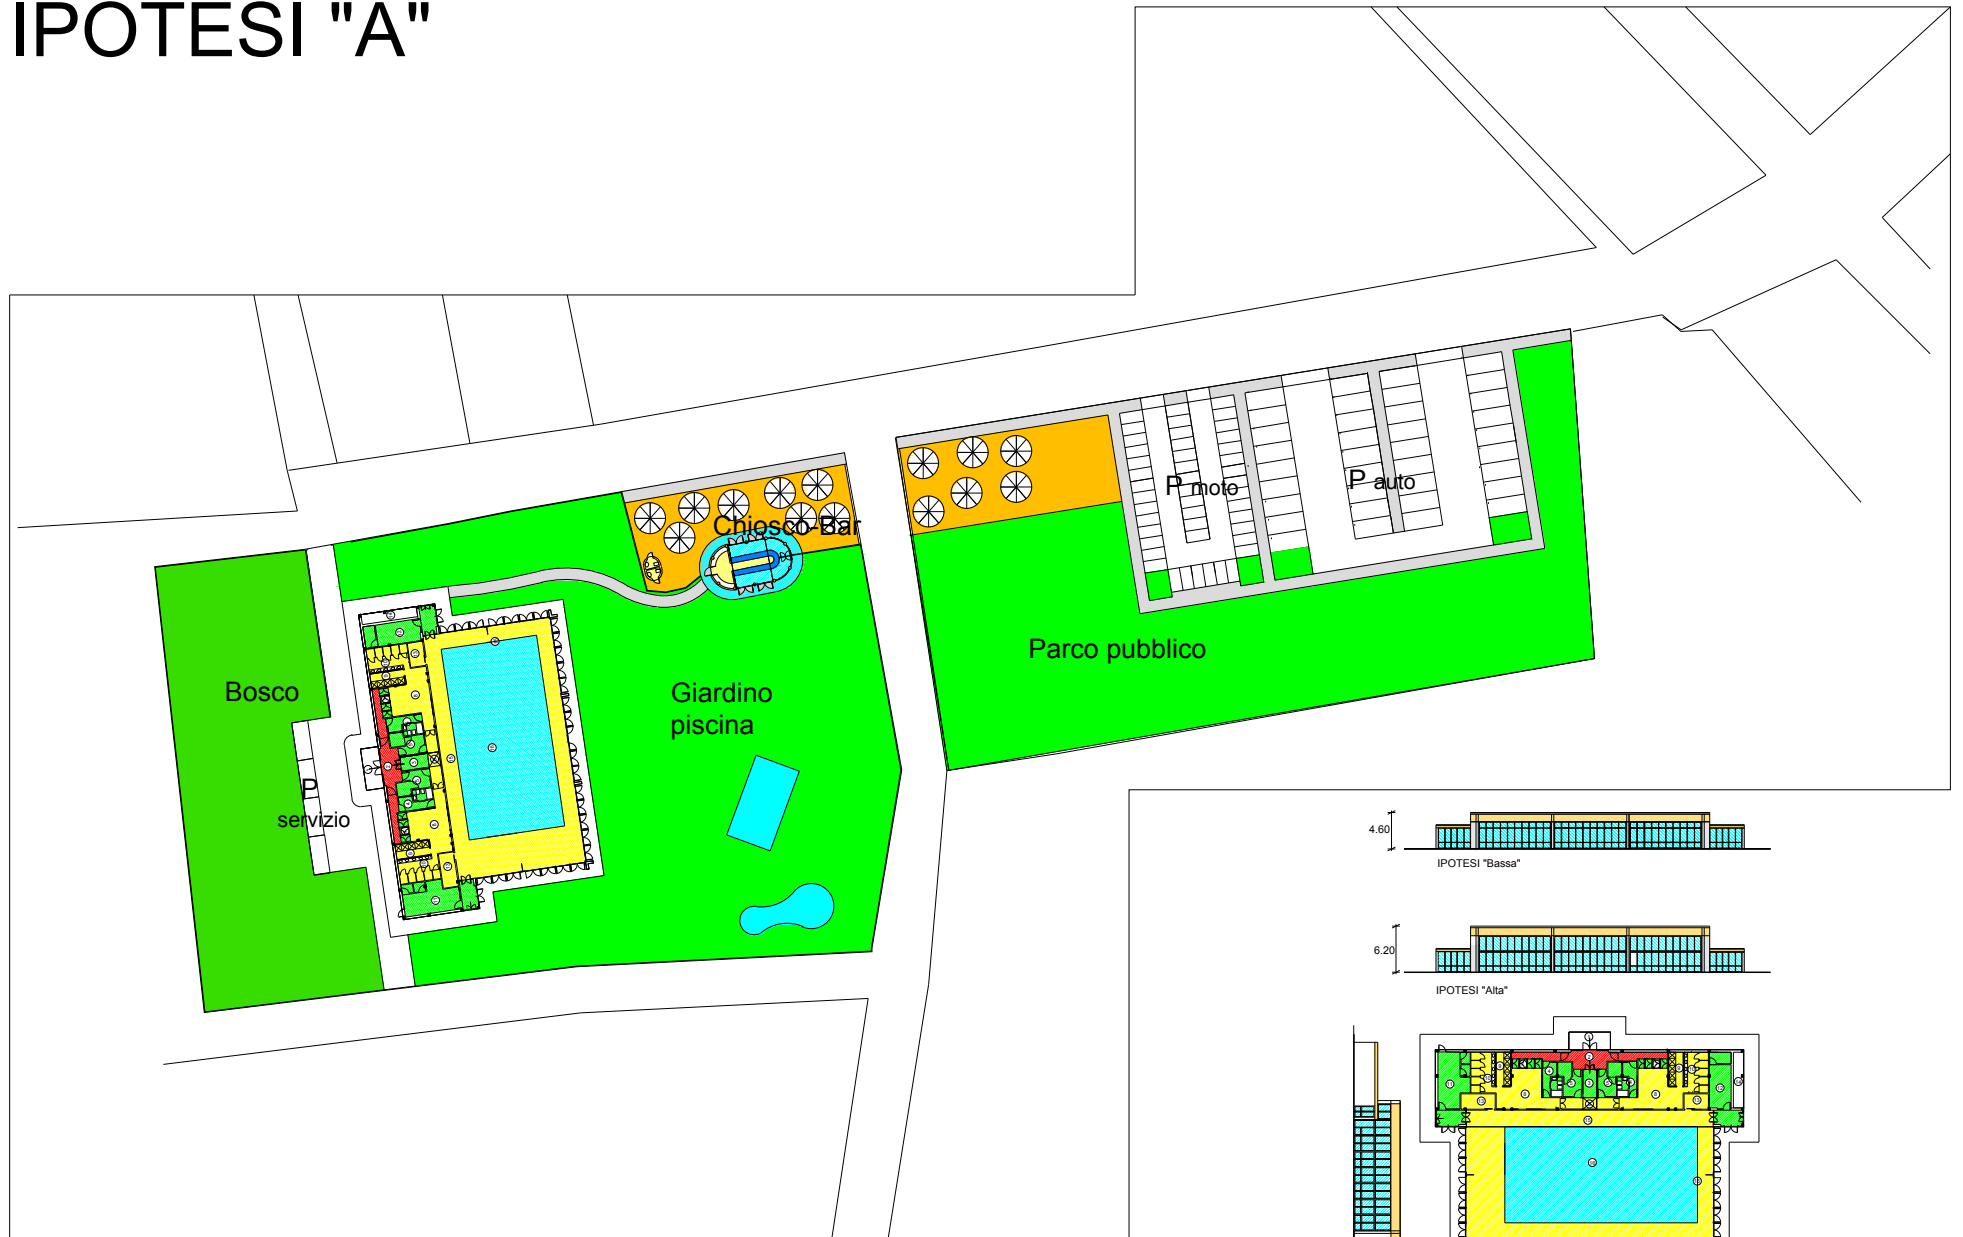 IPOTESI "A"
Chiosco-Bar
P moto
P auto
Parco pubblico
Bosco
Giardino
piscina
P
servizio
4.60
IPOTESI "Bassa"
6.20
IPOTESI "Alta"